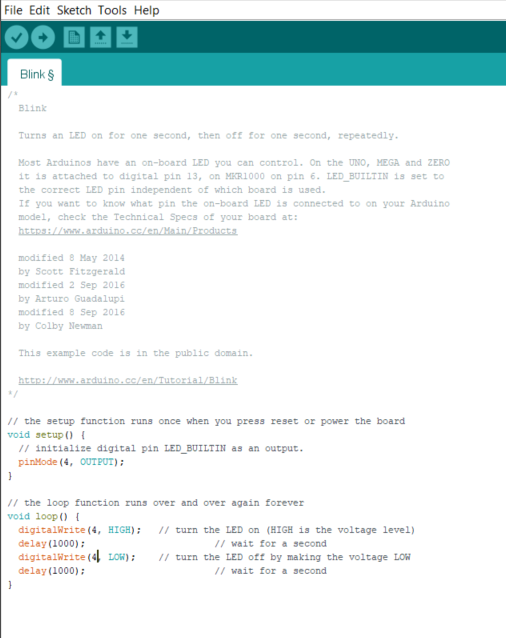 File Edit Sketch Tools Help
Blink §
/*
Blink
Turns an LED on for one second, then off for one second, repeatedly.
Most Arduinos have an on-board LED you can control. On the UNO, MEGA and ZERO
it is attached to digital pin 13, on MKR1000 on pin 6. LED_BUILTIN is set to
the correct LED pin independent of which board is used.
If you want to know what pin the on-board LED is connected to on your Arduino
model, check the Technical Specs of your board at:
https://www.arduino.cc/en/Main/Products
modified 8 May 2014
by Scott Fitzgerald
modified 2 Sep 2016
by Arturo Guadalupi
modified 8 Sep 2016
by Colby Newman
This example code is in the public domain.
http://www.arduino.cc/en/Tutorial/Blink
*/
// the setup function runs once when you press reset or power the board
void setup() {
// initialize digital pin LED_BUILTIN as an output.
pinMode(4, OUTPUT);
}
// the loop function runs over and over again forever
void loop() {
digitalWrite(4, HIGH);   // turn the LED on (HIGH is the voltage level)
delay(1000);                       // wait for a second
digitalWrite(4, LOW);    // turn the LED off by making the voltage LOW
delay(1000);                       // wait for a second
}